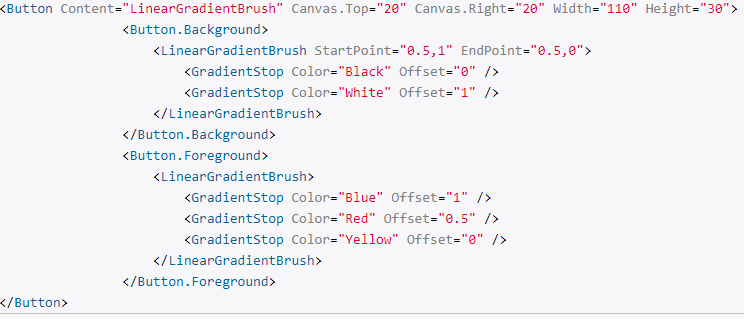 <Button Content="LinearGradientBrush" Canvas.Top="20" Canvas.Right="20" Width="110" Height="30">
<Button.Background>
<LinearGradientBrush StartPoint="0.5,1" EndPoint="0.5,0">
<GradientStop Color="Black" Offset="0" />
<GradientStop Color="White" Offset="1" />
</LinearGradientBrush>
</Button.Background>
<Button.Foreground>
<LinearGradientBrush>
<GradientStop Color="Blue" Offset="1" />
<GradientStop Color="Red" Offset="0.5" />
<GradientStop Color="Yellow" Offset="0" />
</LinearGradientBrush>
</Button.Foreground>
</Button>